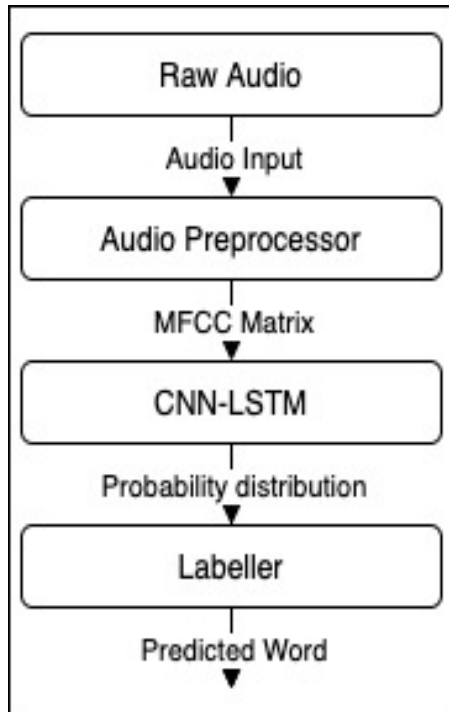 Raw Audio
Audio Input
Audio Preprocessor
MFCC Matrix
CNN-LSTM
Probability distribution
Labeller
Predicted Word